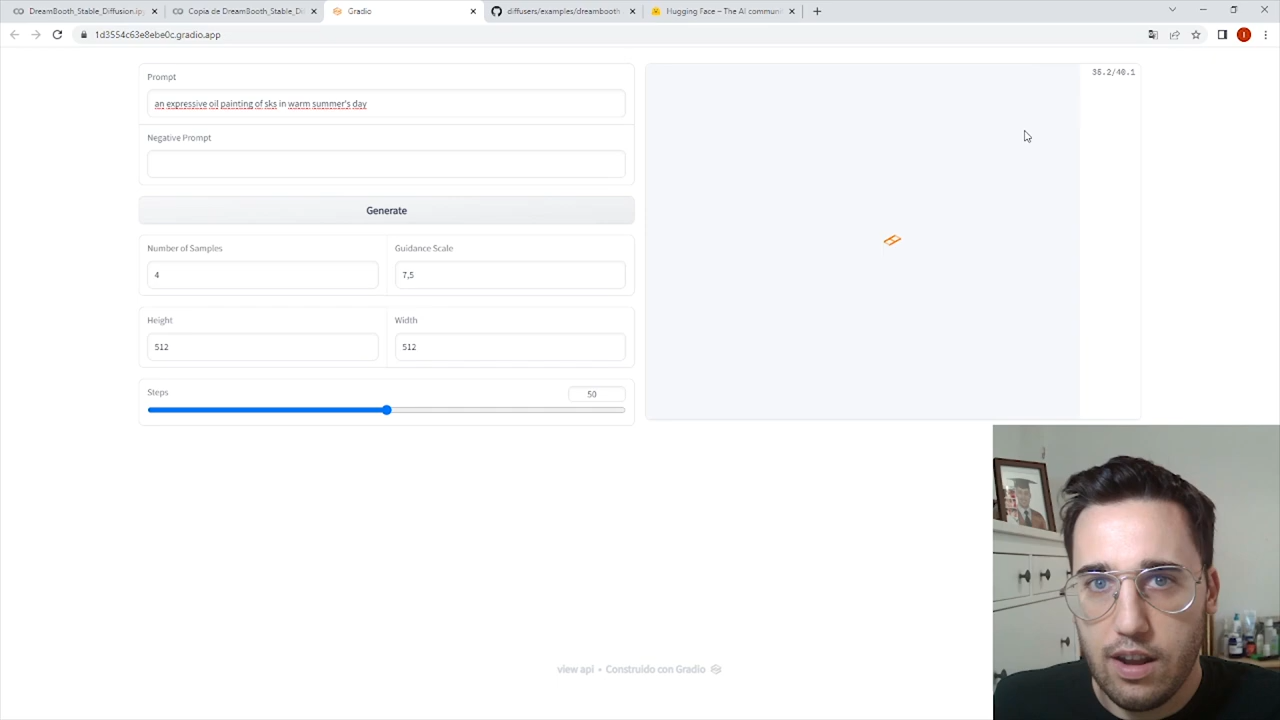 DreamBooth_Stable_Diffusion.ipy
Copia de DreamBooth_Stable_Di
Gradio
diffusers/examples/dreambooth
Hugging Face – The AI commun
1d3554c63e8ebe0c.gradio.app
Prompt
an expressive oil painting of sks in warm summer's day
Negative Prompt
Generate
Number of Samples
Guidance Scale
4
7,5
Height
Width
512
512
Steps
50
35.2/40.1
view api • Construido con Gradio